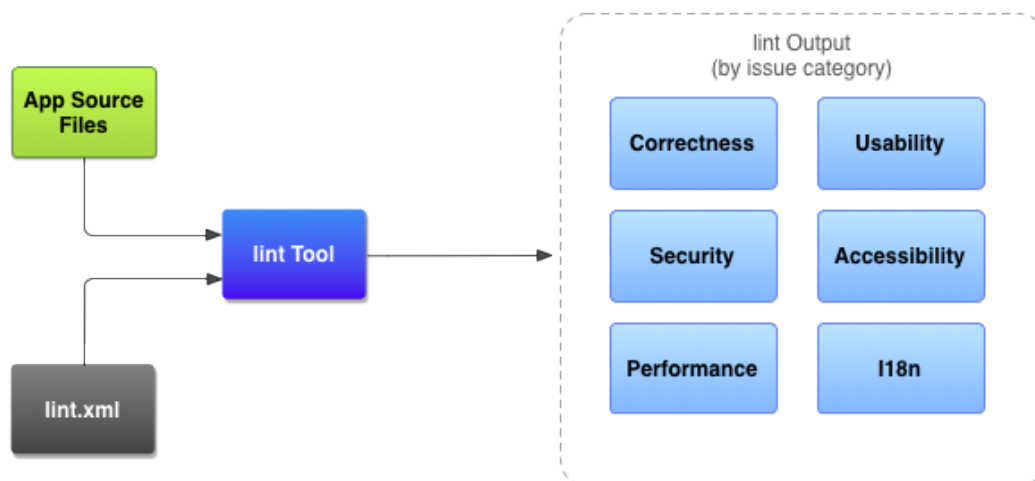 App Source
Files
lint Tool
lint.xml
lint Output
(by issue category)
Correctness
Usability
Security
Accessibility
Performance
I18n